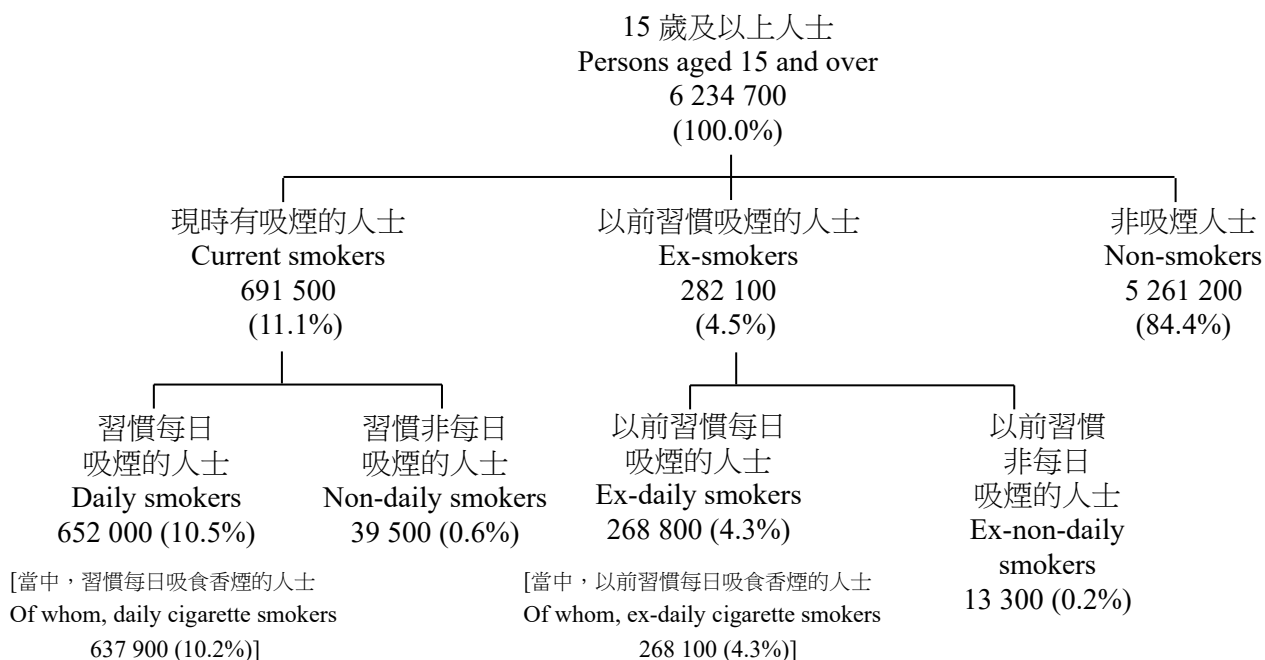 15 歲及以上人士
Persons aged 15 and over
6 234 700
(100.0%)
現時有吸煙的人士
Current smokers
691 500
(11.1%)
以前習慣吸煙的人士
Ex-smokers
282 100
(4.5%)
非吸煙人士
Non-smokers
5 261 200
(84.4%)
習慣每日
吸煙的人士
Daily smokers
652 000 (10.5%)
[當中，習慣每日吸食香煙的人士
Of whom, daily cigarette smokers
637 900 (10.2%)]
習慣非每日
吸煙的人士
Non-daily smokers
39 500 (0.6%)
以前習慣每日
吸煙的人士
Ex-daily smokers
268 800 (4.3%)
[當中，以前習慣每日吸食香煙的人士
Of whom, ex-daily cigarette smokers
268 100 (4.3%)]
以前習慣
非每日
吸煙的人士
Ex-non-daily
smokers
13 300 (0.2%)